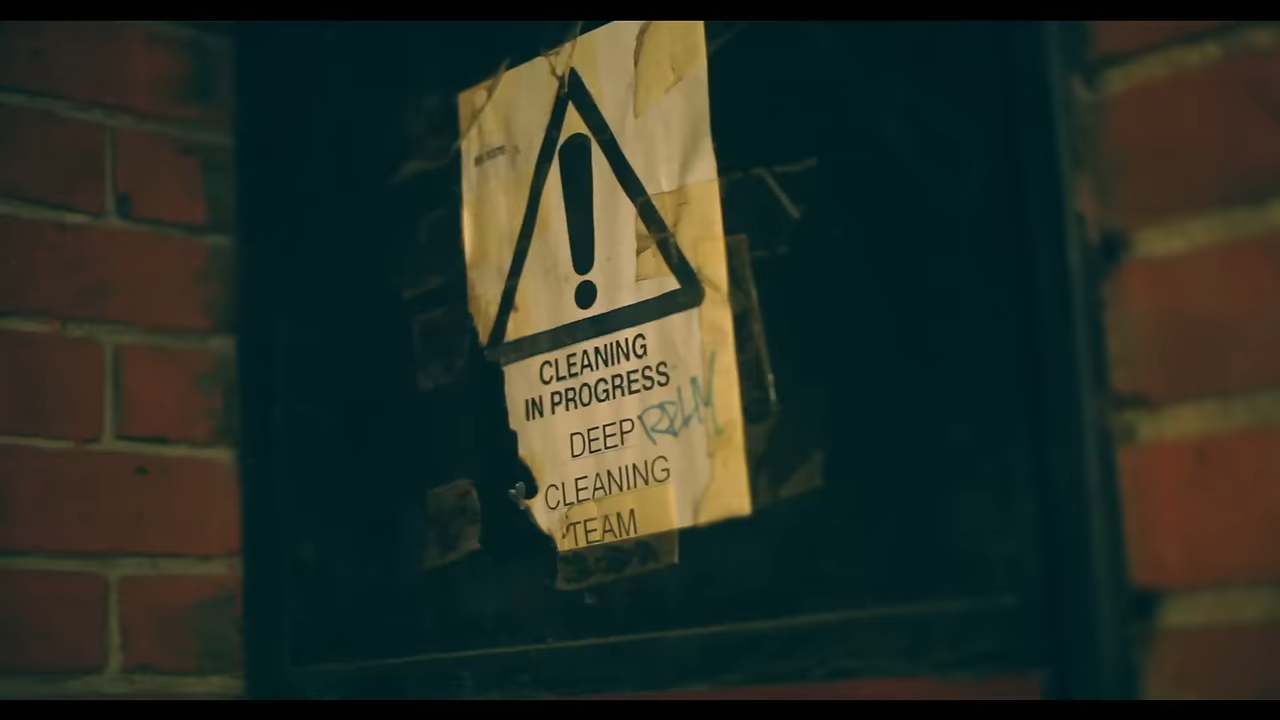 CLEANING
IN PROGRESS
DEEP
CLEANING
TEAM